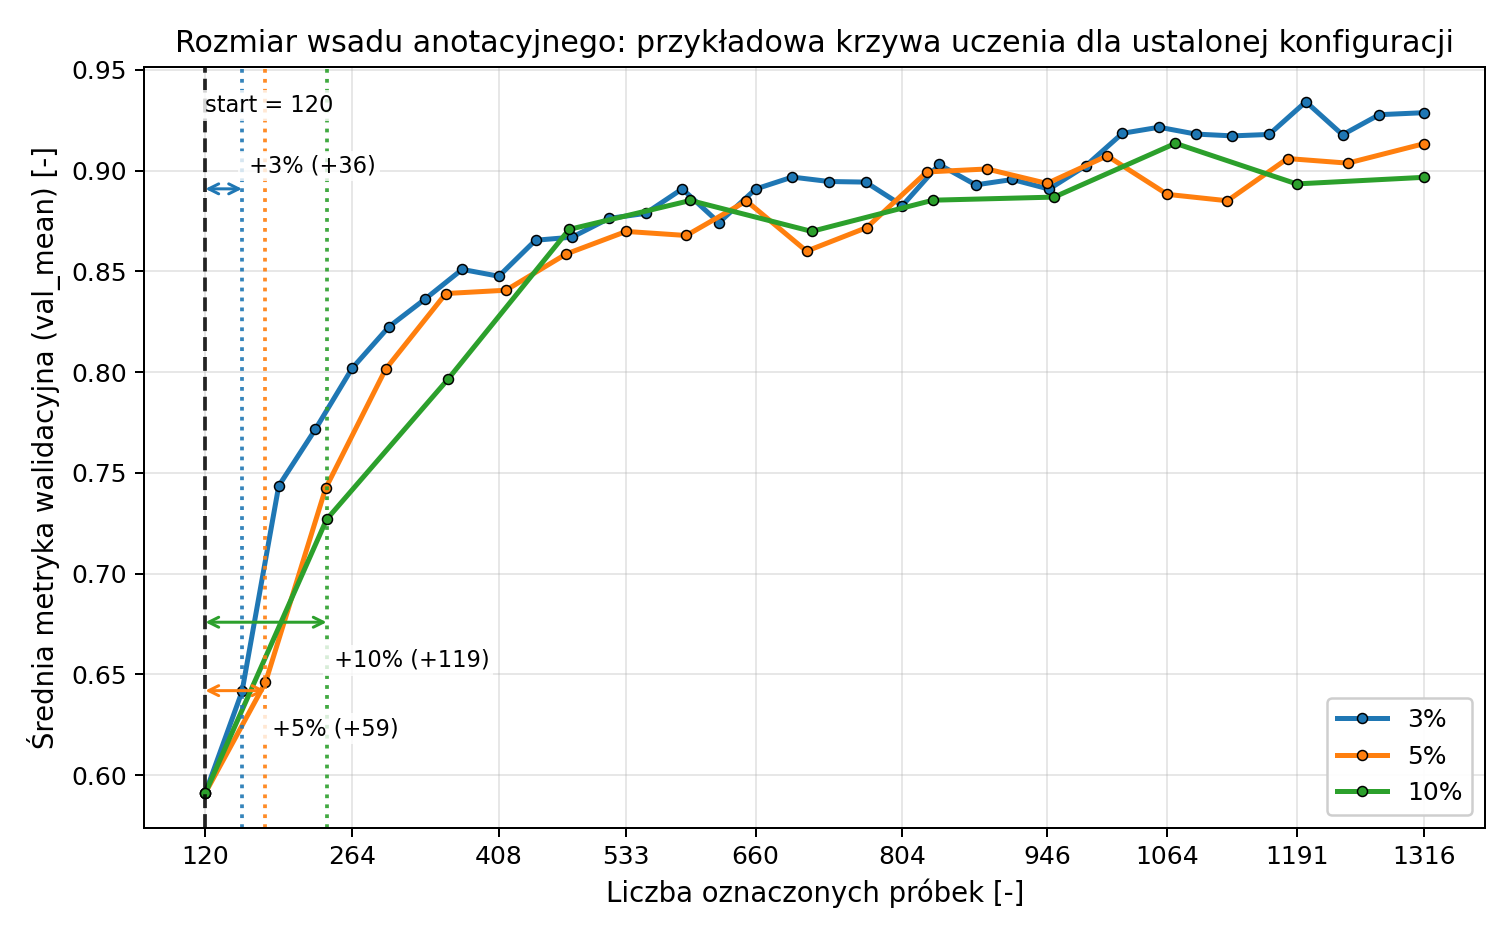 Rozmiar wsadu anotacyjnego: przykładowa krzywa uczenia dla ustalonej konfiguracji
Średnia metryka walidacyjna (val_mean) [-]
0.95
0.90
0.85
0.80
0.75
0.70
0.65
0.60
start = 120
+3% (+36)
+10% (+119)
+5% (+59)
3%
5%
10%
120 264 408 533 660 804 946 1064 1191 1316
Liczba oznaczonych próbek [-]